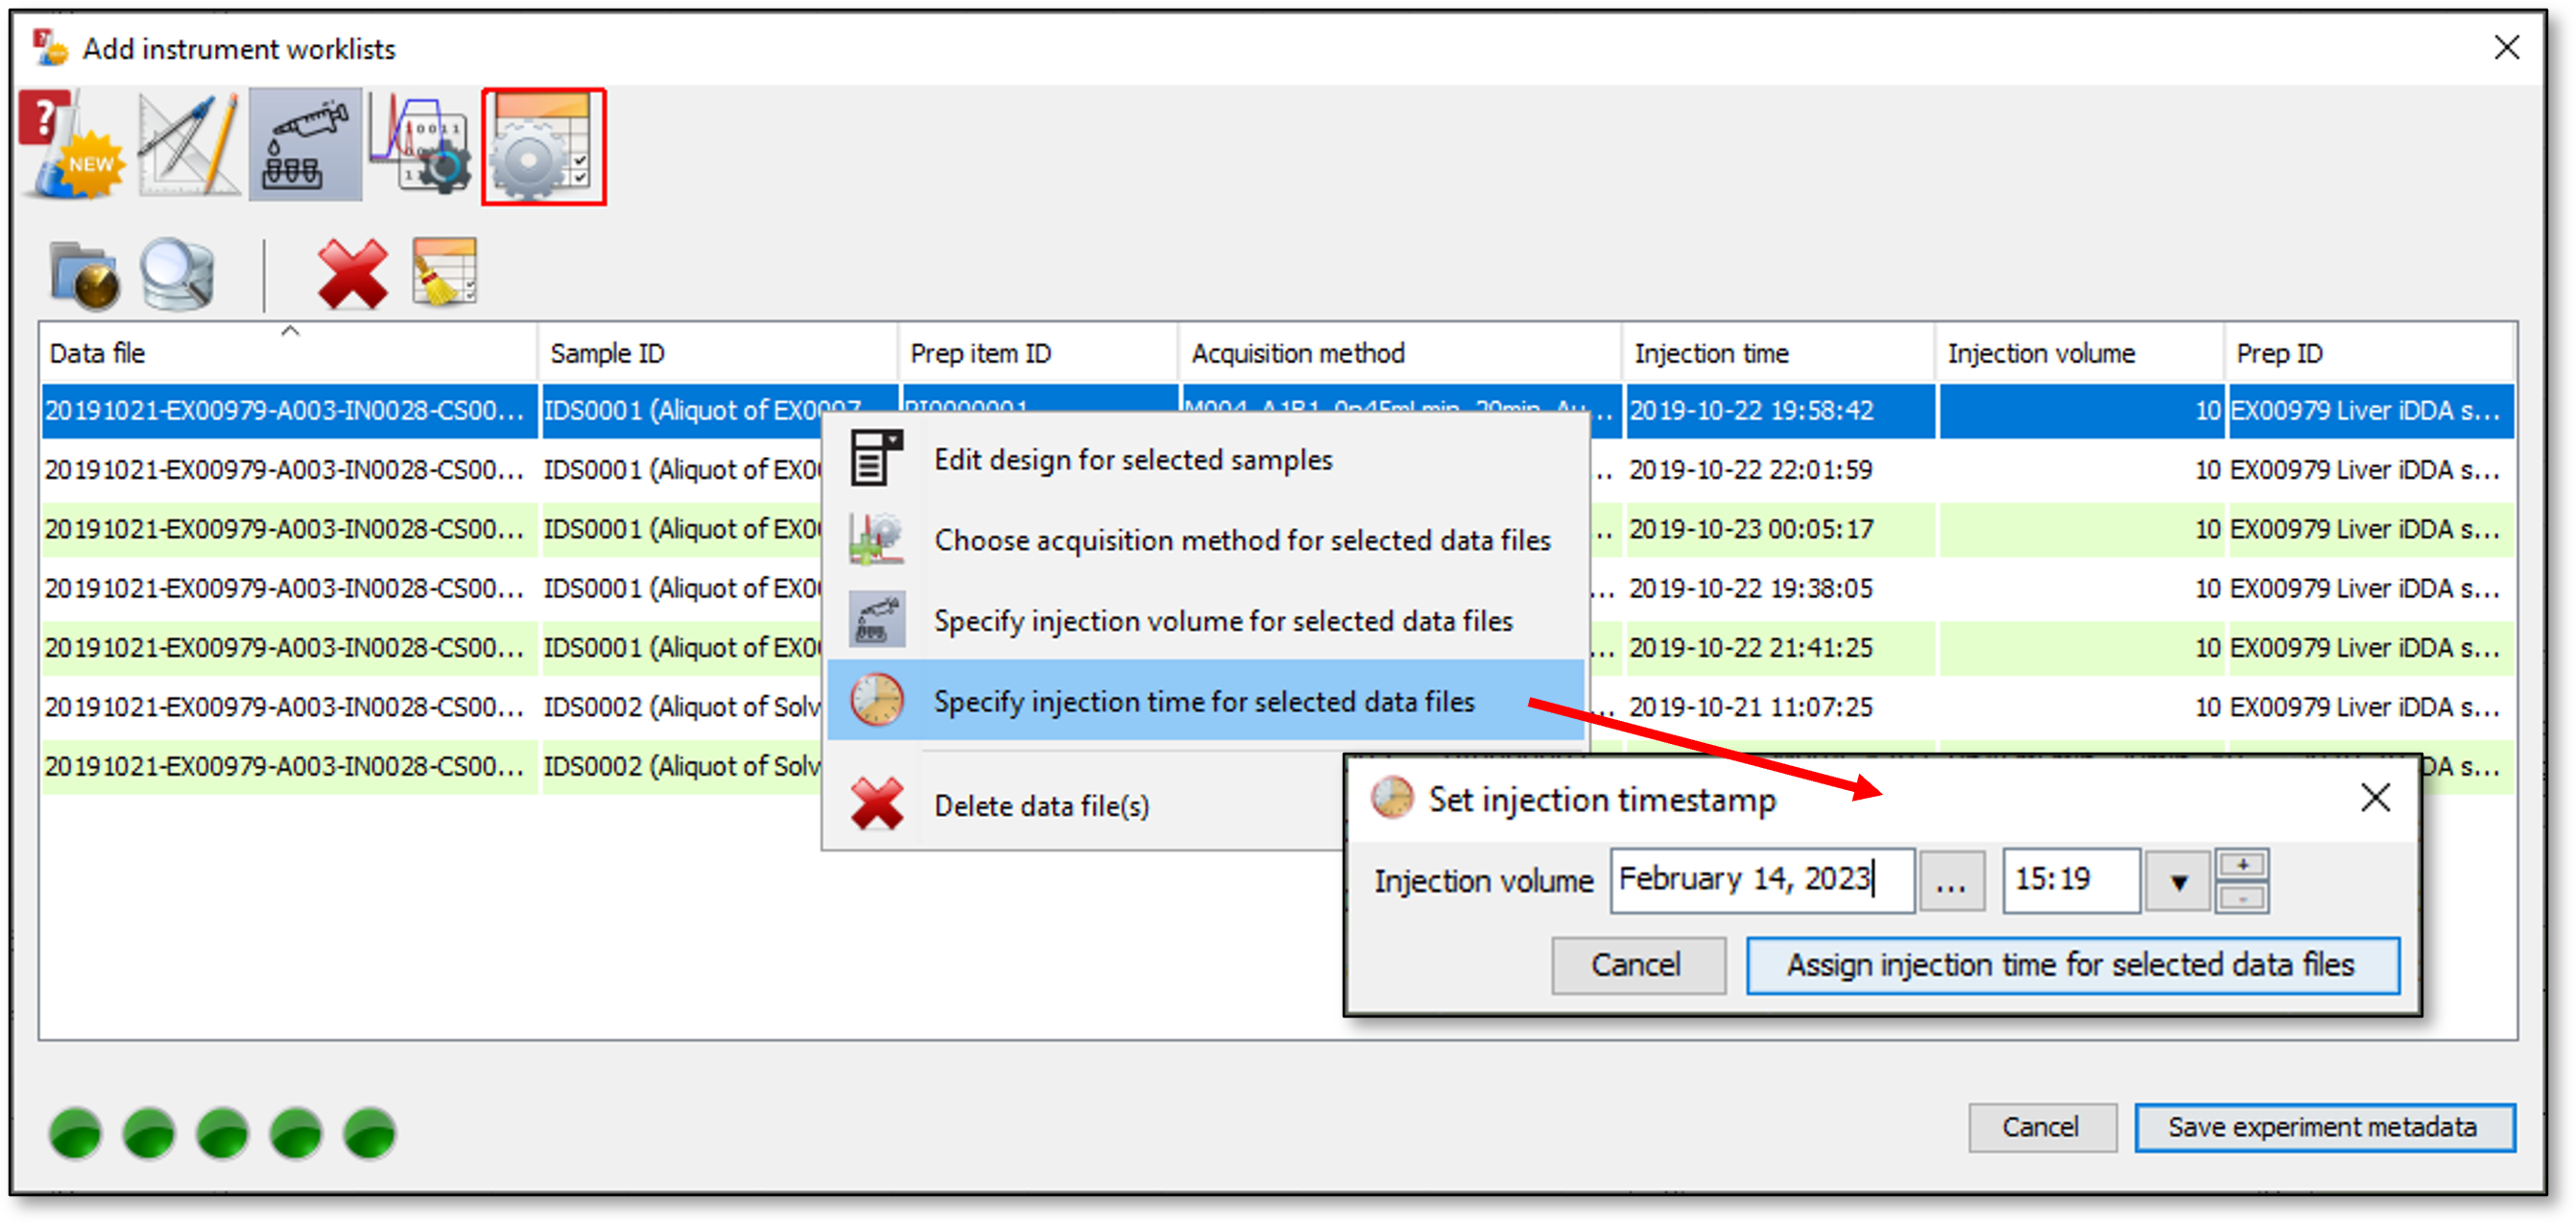 Add instrument worklists
?
NEW
10011
Data file Sample ID Prep item ID Acquisition method Injection time Injection volume Prep ID
20191021-EX00979-A003-IN0028-CS00... IDS0001 (Aliquot of EX0097 PI0000001 M004_A1B1_0p45mLmin_20min_Au... 2019-10-22 19:58:42 10 EX00979 Liver iDDA s...
20191021-EX00979-A003-IN0028-CS00... IDS0001 (Aliquot of EX0 ... 2019-10-22 22:01:59 10 EX00979 Liver iDDA s...
20191021-EX00979-A003-IN0028-CS00... IDS0001 (Aliquot of EX0 ... 2019-10-23 00:05:17 10 EX00979 Liver iDDA s...
20191021-EX00979-A003-IN0028-CS00... IDS0001 (Aliquot of EX0 ... 2019-10-22 19:38:05 10 EX00979 Liver iDDA s...
20191021-EX00979-A003-IN0028-CS00... IDS0001 (Aliquot of EX0 ... 2019-10-22 21:41:25 10 EX00979 Liver iDDA s...
20191021-EX00979-A003-IN0028-CS00... IDS0002 (Aliquot of Solv ... 2019-10-21 11:07:25 10 EX00979 Liver iDDA s...
20191021-EX00979-A003-IN0028-CS00... IDS0002 (Aliquot of Solv DA s...
Edit design for selected samples
Choose acquisition method for selected data files
Specify injection volume for selected data files
Specify injection time for selected data files
Delete data file(s)
Set injection timestamp
Injection volume February 14, 2023 ... 15:19 + -
Cancel Assign injection time for selected data files
Cancel Save experiment metadata